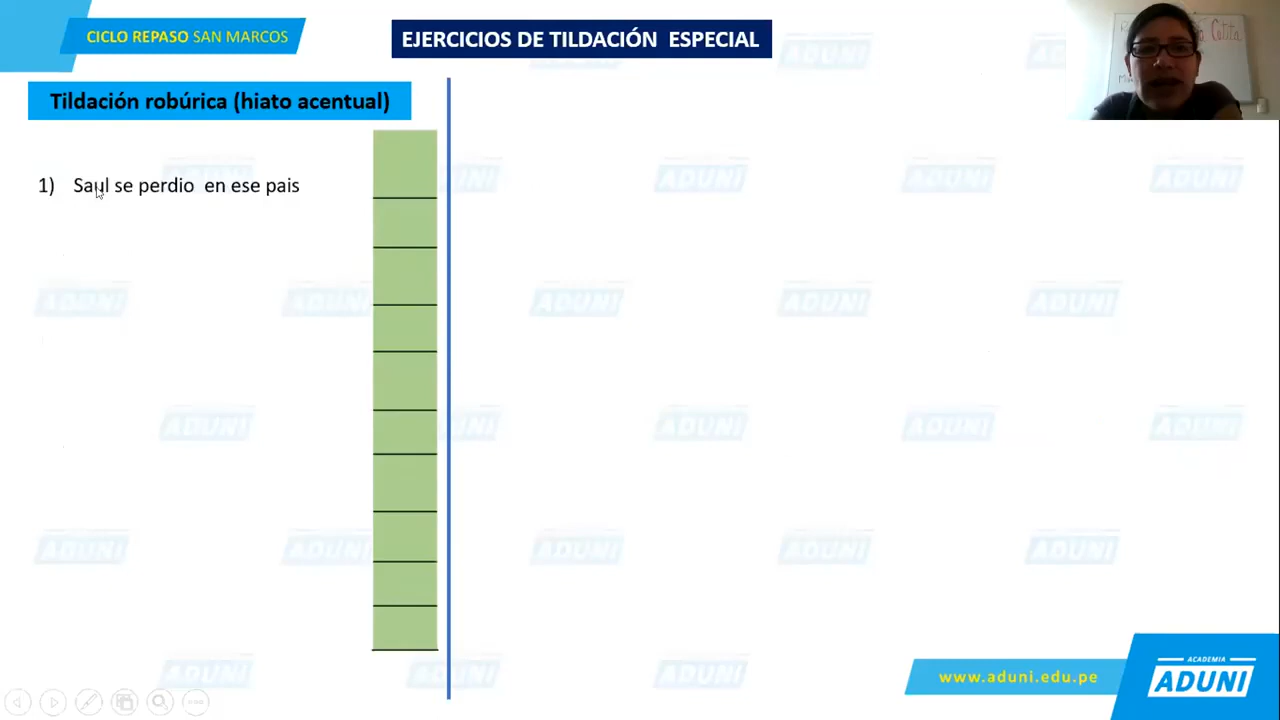 CICLO REPASO SAN MARCOS
EJERCICIOS DE TILDACIÓN ESPECIAL
Tildación robúrica (hiato acentual)
1) Saul se perdio en ese pais
www.aduni.edu.pe
ACADEMIA
ADUNI